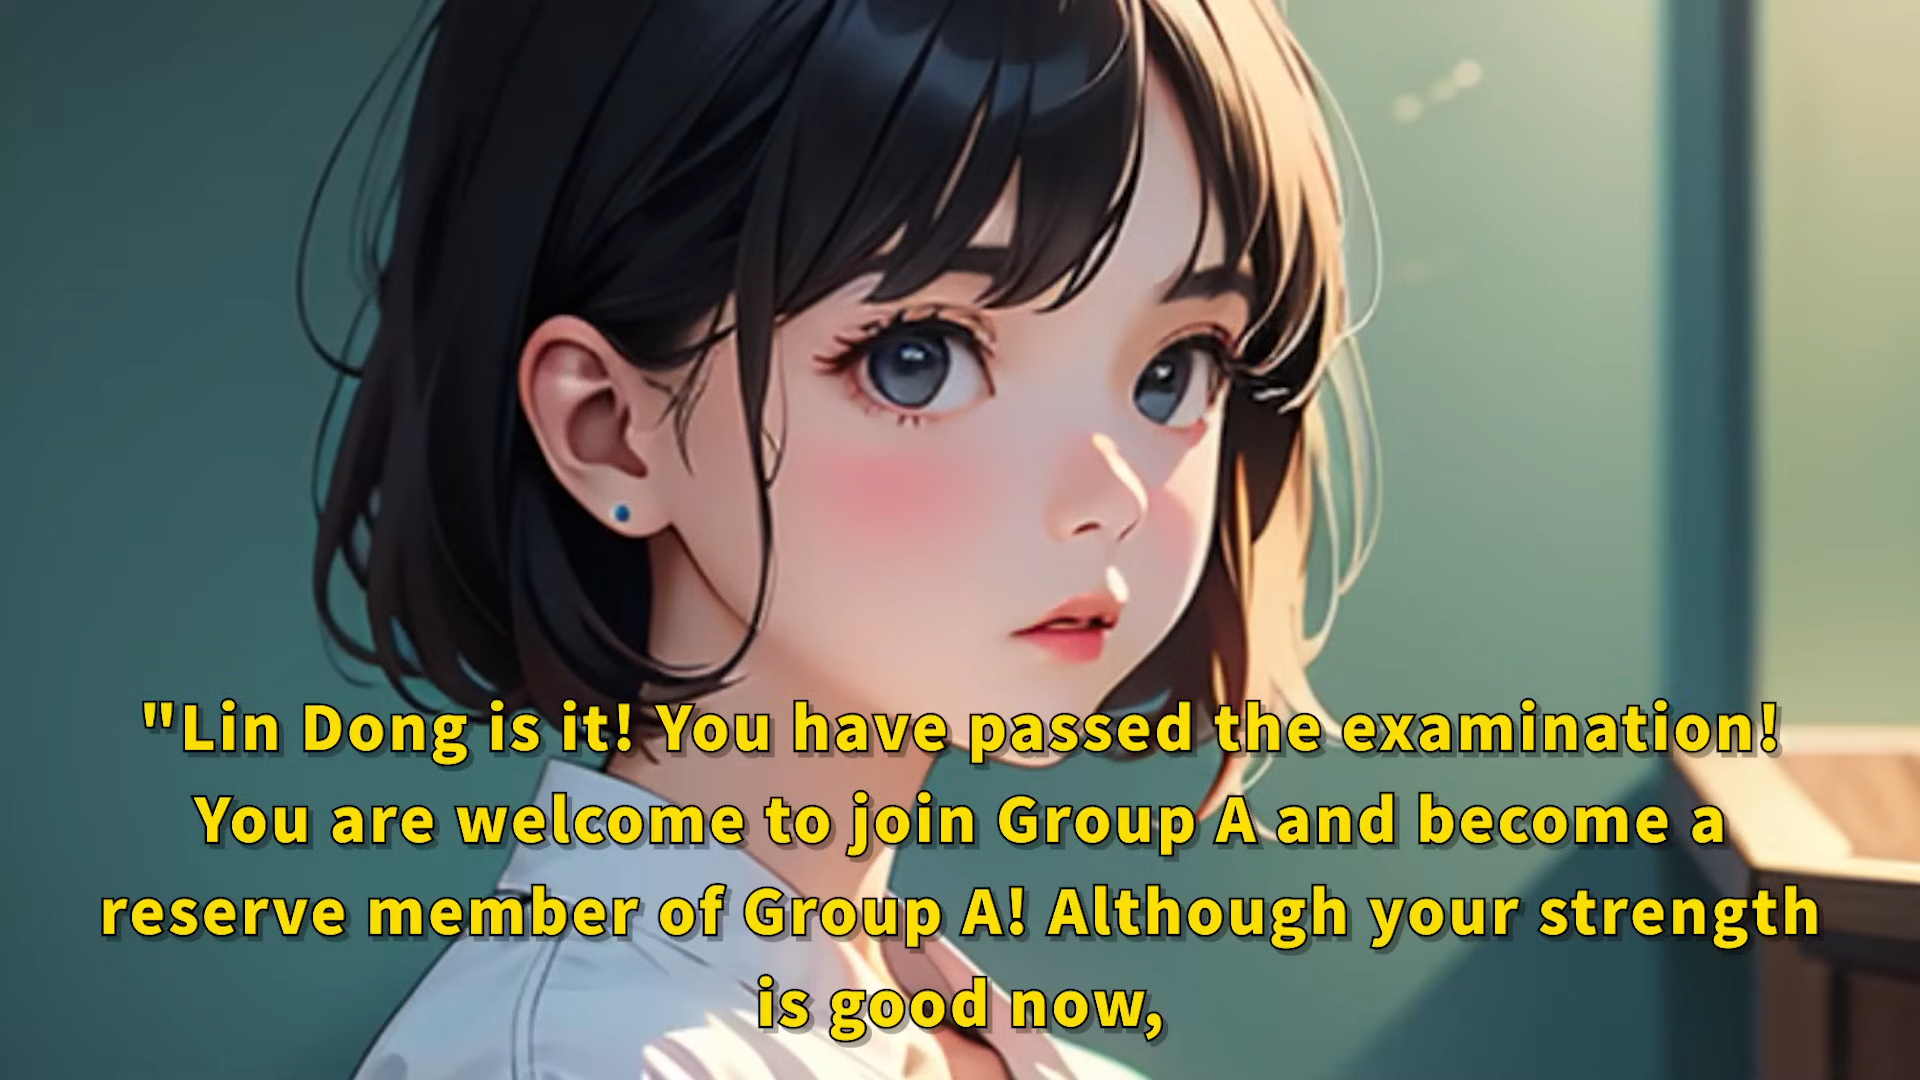 "Lin Dong is it! You have passed the examination!
You are welcome to join Group A and become a
reserve member of Group A! Although your strength
is good now,